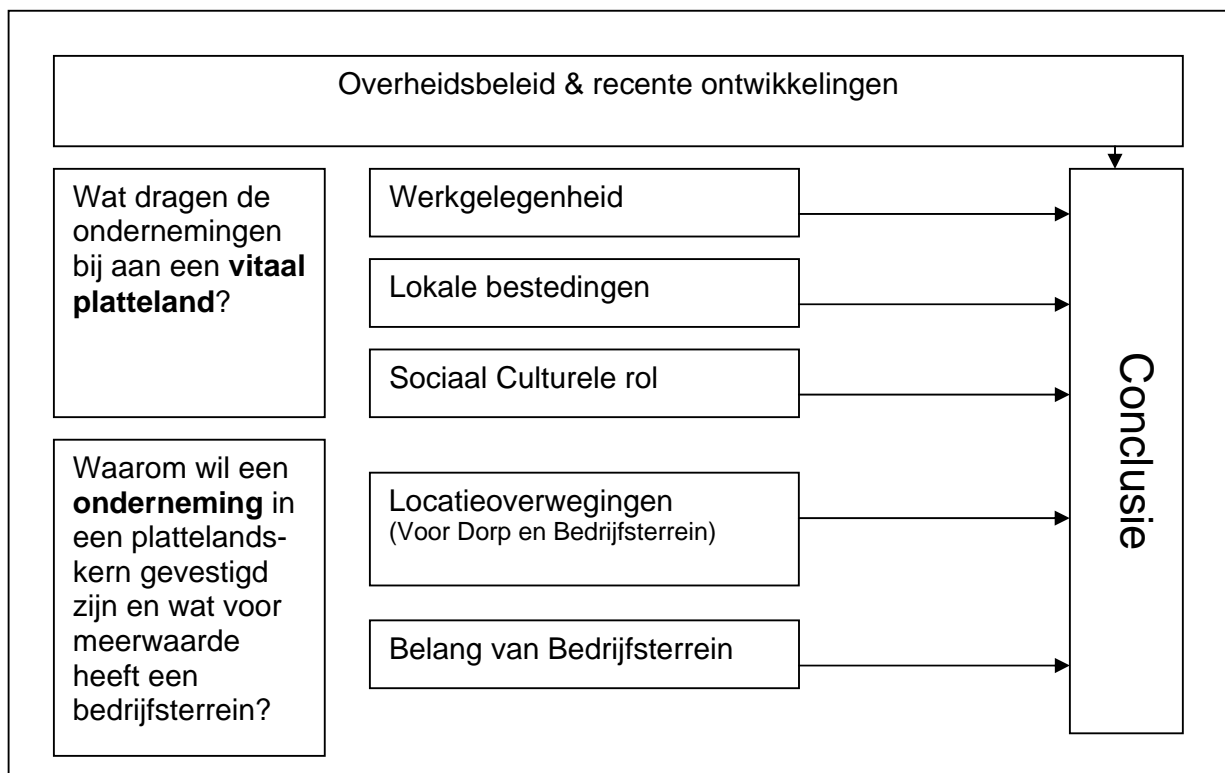 Overheidsbeleid & recente ontwikkelingen
Wat dragen de
ondernemingen
bij aan een vitaal
platteland?
Werkgelegenheid
Lokale bestedingen
Sociaal Culturele rol
Waarom wil een
onderneming in
een plattelands-
kern gevestigd
zijn en wat voor
meerwaarde
heeft een
bedrijfsterrein?
Locatieoverwegingen
(Voor Dorp en Bedrijfsterrein)
Belang van Bedrijfsterrein
Conclusie